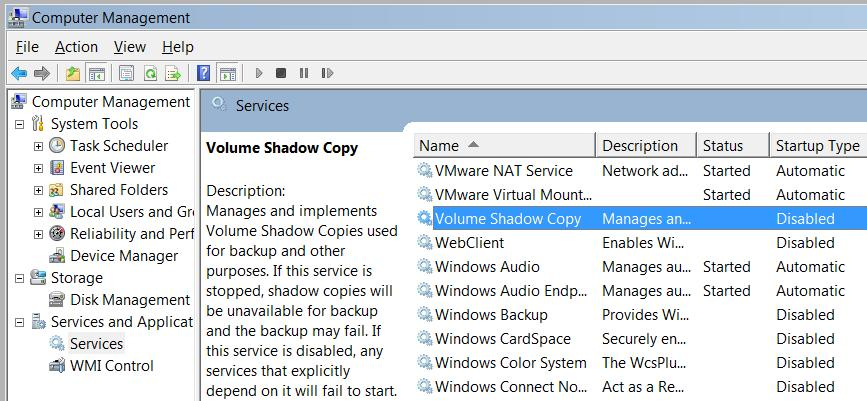 Computer Management
File Action View Help
Computer Management
System Tools
Task Scheduler
Event Viewer
Shared Folders
Local Users and Gr
Reliability and Perf
Device Manager
Storage
Disk Management
Services and Applicat
Services
WMI Control
Services
Volume Shadow Copy
Description:
Manages and implements
Volume Shadow Copies used
for backup and other
purposes. If this service is
stopped, shadow copies will
be unavailable for backup
and the backup may fail. If
this service is disabled, any
services that explicitly
depend on it will fail to start.
Name Description Status Startup Type
VMware NAT Service Network ad... Started Automatic
VMware Virtual Mount... Started Automatic
Volume Shadow Copy Manages an... Disabled
WebClient Enables Wi... Disabled
Windows Audio Manages au... Started Automatic
Windows Audio Endp... Manages au... Started Automatic
Windows Backup Provides Wi... Disabled
Windows CardSpace Securely en... Disabled
Windows Color System The WcsPlu... Disabled
Windows Connect No... Act as a Re... Disabled